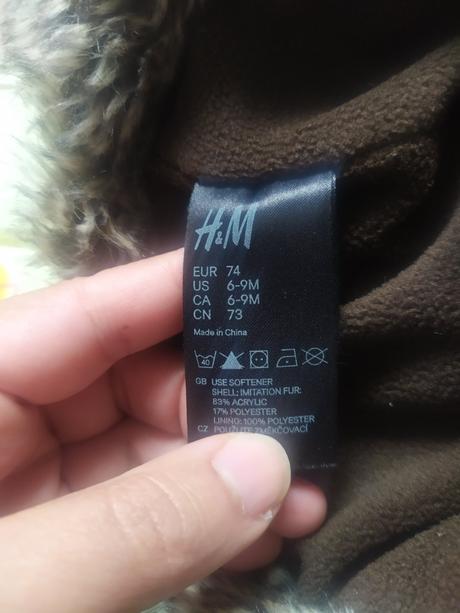 H&M
EUR 74
US 6-9M
CA 6-9M
CN 73
Made in China
40
GB USE SOFTENER
SHELL: IMITATION FUR:
83% ACRYLIC
17% POLYESTER
LINING: 100% POLYESTER
CZ POUŽIJTE ZMĚKČOVACÍ